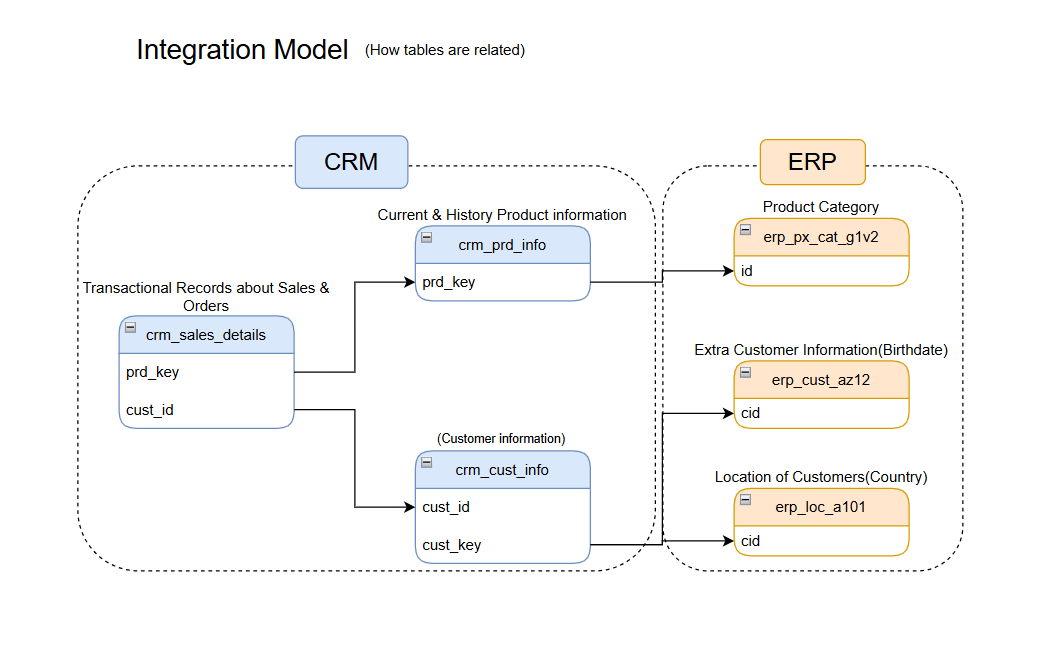 Integration Model (How tables are related)
CRM
ERP
Current & History Product information
crm_prd_info
prd_key
Transactional Records about Sales &
Orders
crm_sales_details
prd_key
cust_id
(Customer information)
crm_cust_info
cust_id
cust_key
Product Category
erp_px_cat_g1v2
id
Extra Customer Information(Birthdate)
erp_cust_az12
cid
Location of Customers(Country)
erp_loc_a101
cid